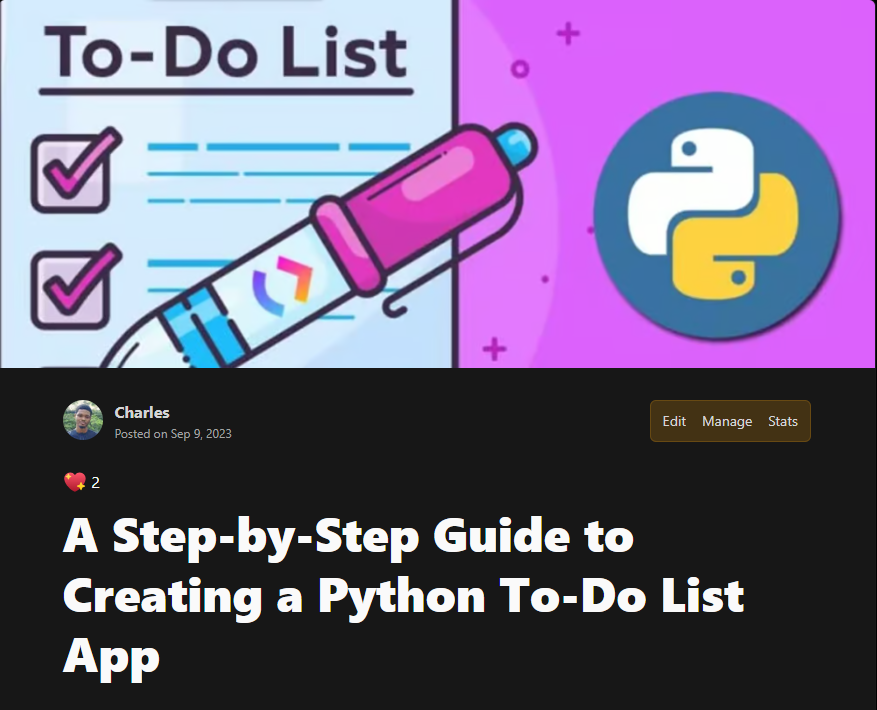 To-Do List
Charles
Posted on Sep 9, 2023
Edit Manage Stats
💖 2
A Step-by-Step Guide to
Creating a Python To-Do List
App